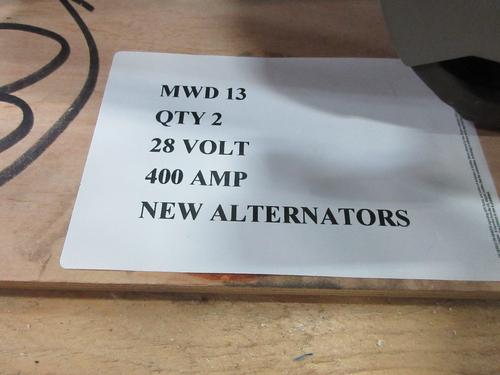 MWD 13
QTY 2
28 VOLT
400 AMP
NEW ALTERNATORS